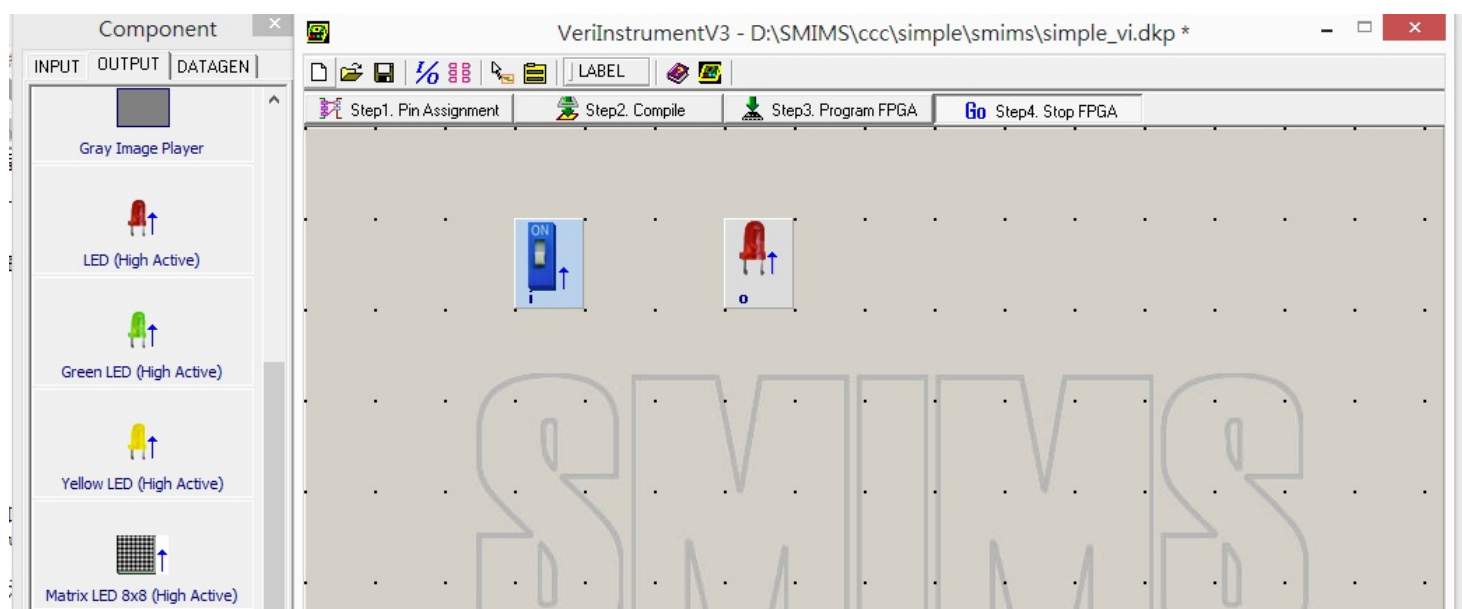 Component
INPUT OUTPUT DATAGEN
Gray Image Player
LED (High Active)
Green LED (High Active)
Yellow LED (High Active)
Matrix LED 8x8 (High Active)
VeriInstrumentV3 - D:\SMIMS\ccc\simple\smims\simple_vi.dkp *
I/O LABEL
Step1. Pin Assignment Step2. Compile Step3. Program FPGA Go Step4. Stop FPGA
ON
i o
SMIMS